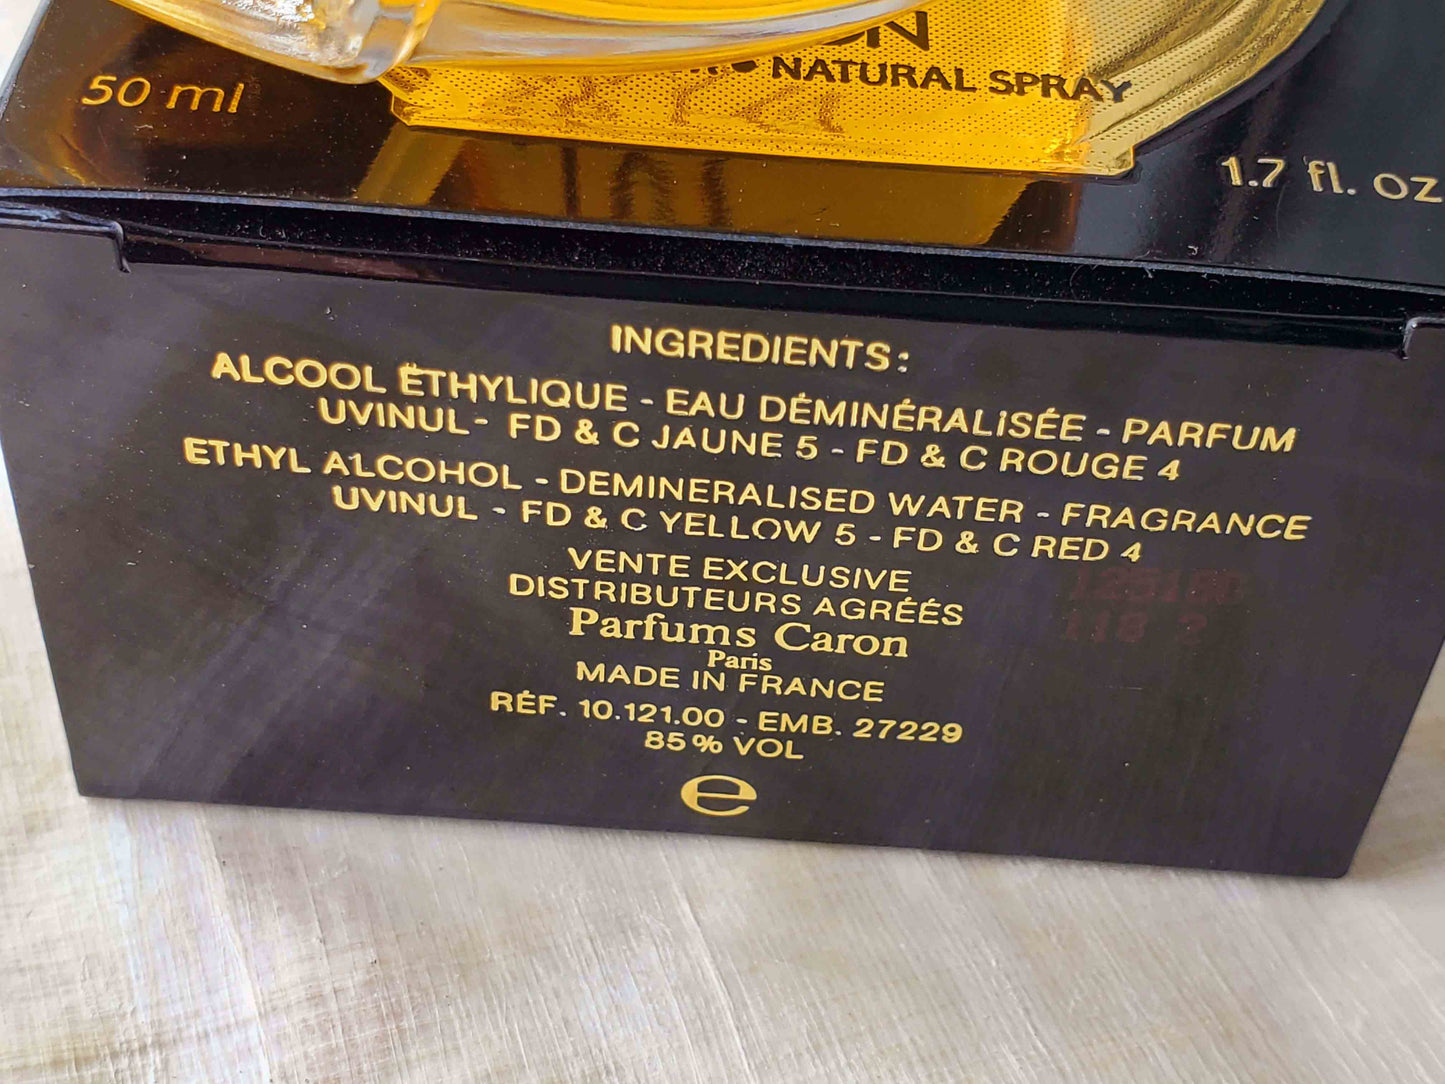 50 ml
NATURAL SPRAY
1.7 fl. oz
INGREDIENTS:
ALCOOL ÉTHYLIQUE - EAU DÉMINÉRALISÉE - PARFUM
UVINUL - FD & C JAUNE 5 - FD & C ROUGE 4
ETHYL ALCOHOL - DEMINERALISED WATER - FRAGRANCE
UVINUL - FD & C YELLOW 5 - FD & C RED 4
VENTE EXCLUSIVE
DISTRIBUTEURS AGRÉÉS
Parfums Caron
Paris
MADE IN FRANCE
RÉF. 10.121.00 - EMB. 27229
85% VOL
e